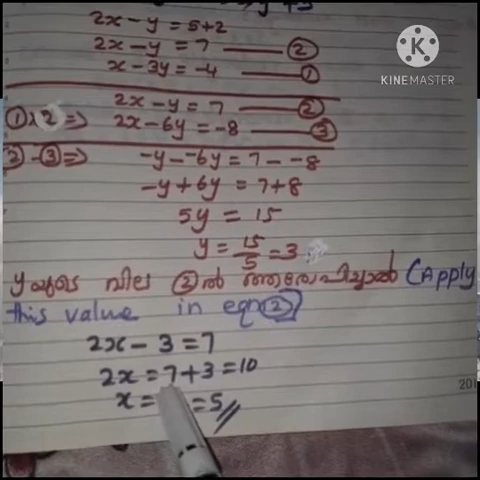 2x - y = 5+2
2x - y = 7 —— ②
x - 3y = -4 —— ①
KINEMASTER
2x - y = 7 —— ②
①×2 ⇒ 2x - 6y = -8 —— ③
② - ③ ⇒ -y - -6y = 7 - -8
-y + 6y = 7+8
5y = 15
y = 15/5 = 3
yയുടെ വില ②ൽ ആരോപിച്ചാൽ (Apply
this value in eqn②)
2x - 3 = 7
2x = 7+3 = 10
x = = 5//